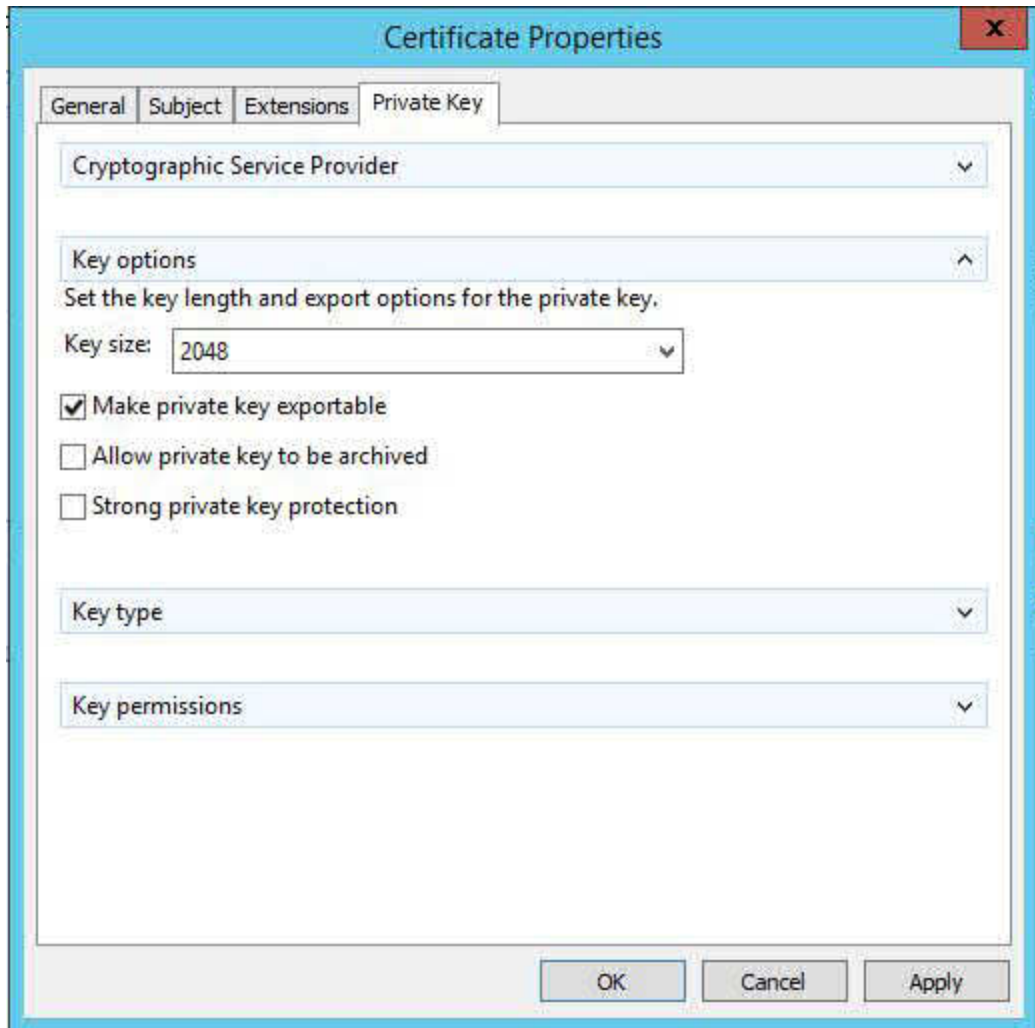 Certificate Properties
x
General Subject Extensions Private Key
Cryptographic Service Provider
Key options
Set the key length and export options for the private key.
Key size: 2048
Make private key exportable
Allow private key to be archived
Strong private key protection
Key type
Key permissions
OK Cancel Apply